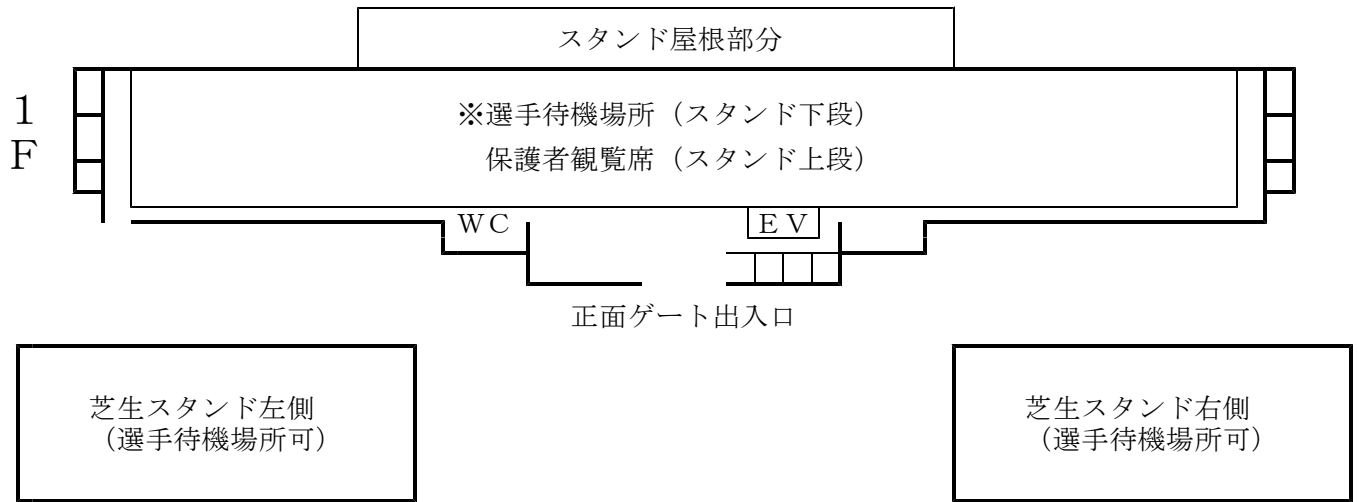 スタンド屋根部分
1
F
※選手待機場所（スタンド下段）
保護者観覧席（スタンド上段）
ＷＣ
ＥＶ
正面ゲート出入口
芝生スタンド左側
（選手待機場所可）
芝生スタンド右側
（選手待機場所可）